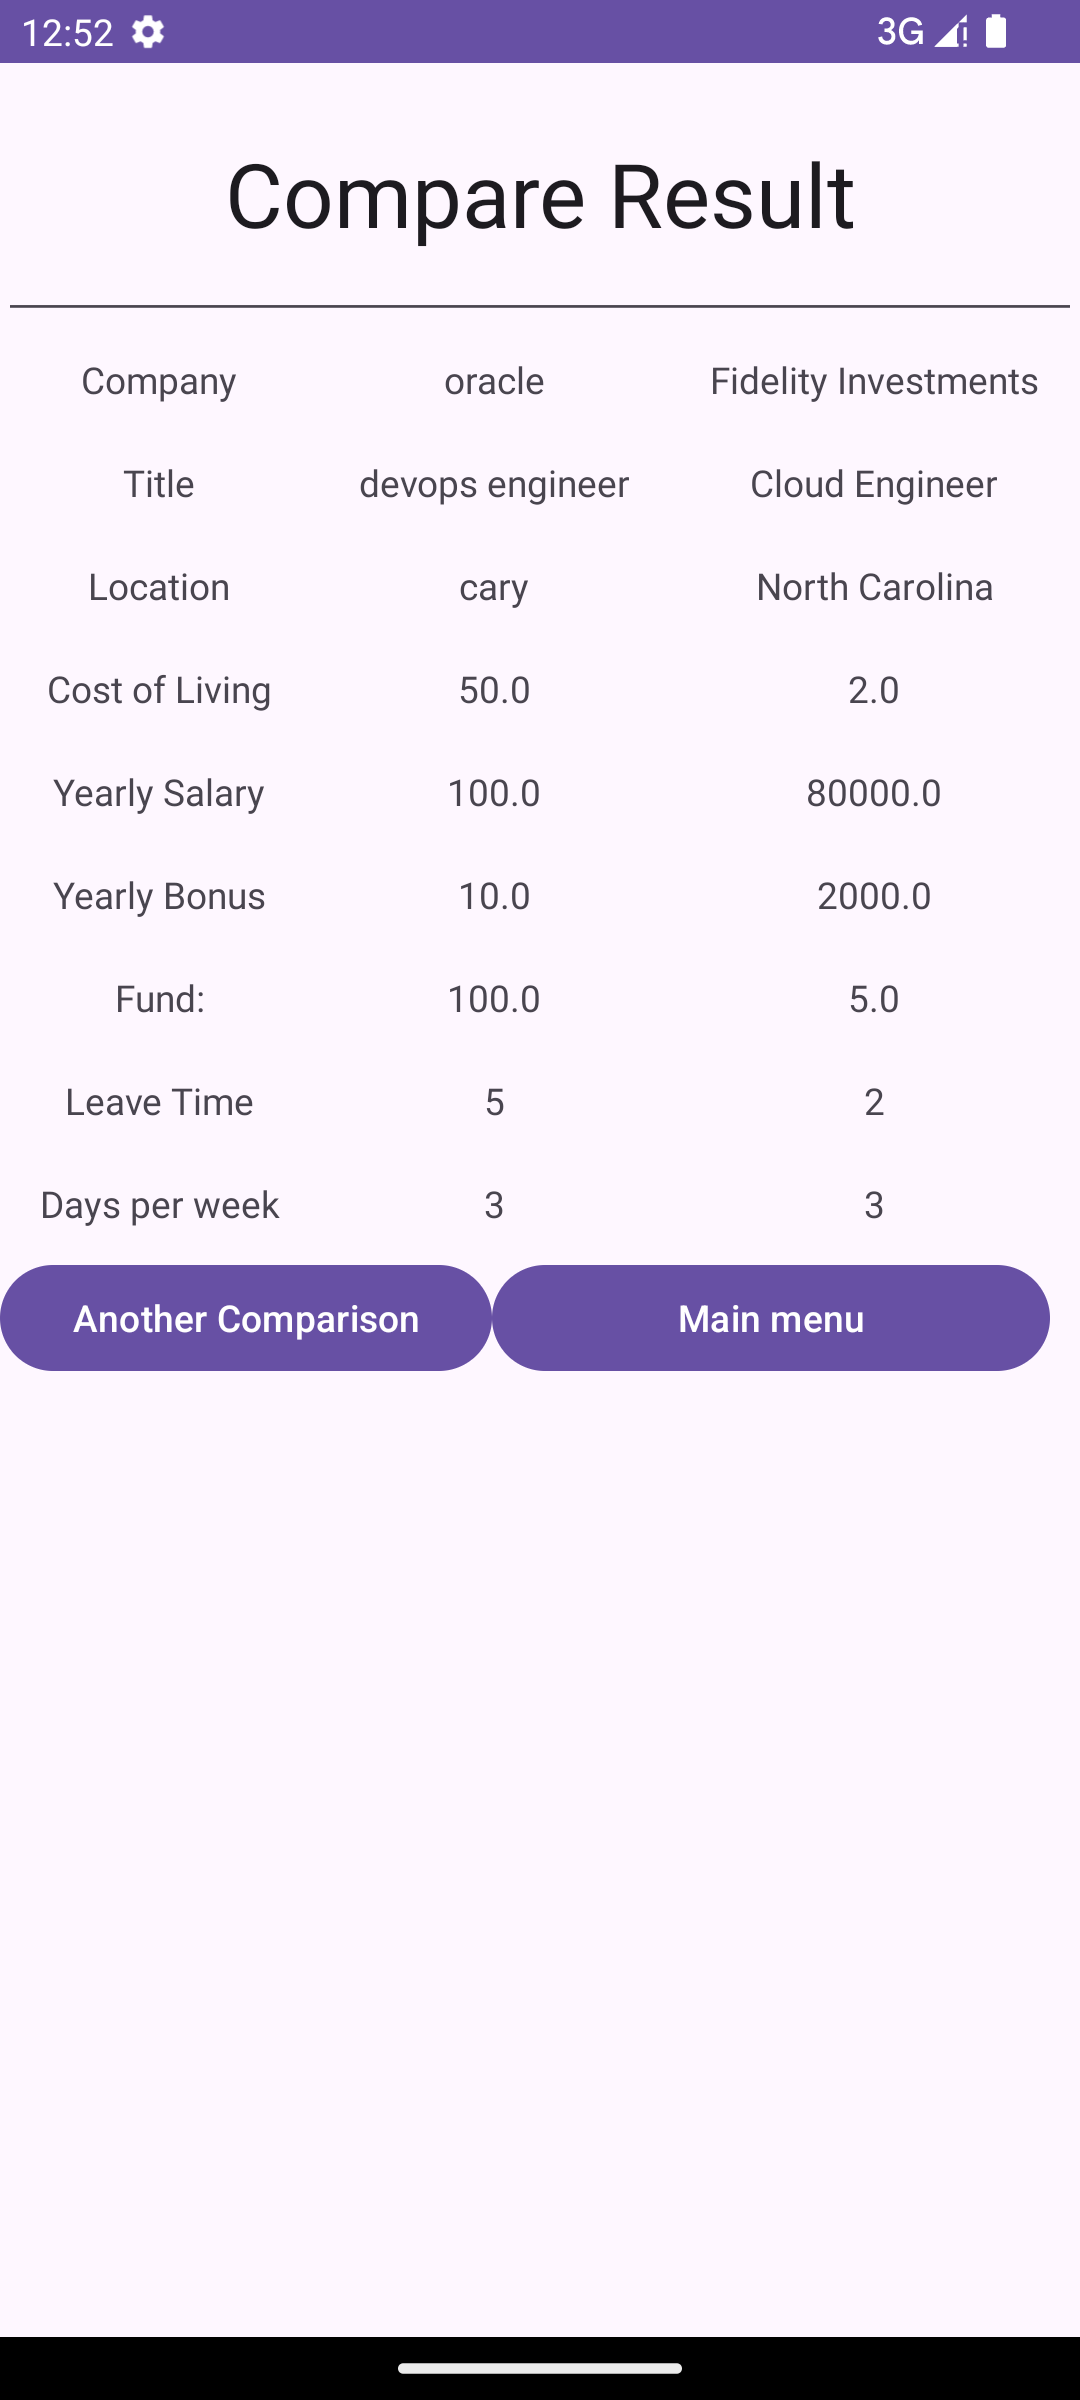 12:52 3G
Compare Result
Company oracle Fidelity Investments
Title devops engineer Cloud Engineer
Location cary North Carolina
Cost of Living 50.0 2.0
Yearly Salary 100.0 80000.0
Yearly Bonus 10.0 2000.0
Fund: 100.0 5.0
Leave Time 5 2
Days per week 3 3
Another Comparison Main menu